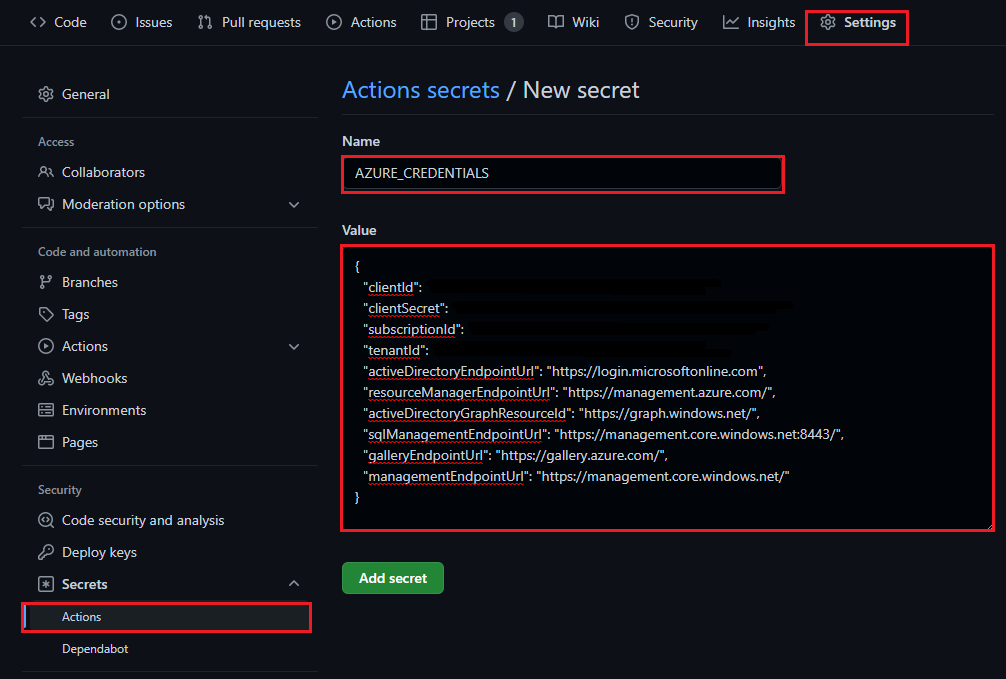 Code Issues Pull requests Actions Projects 1 Wiki Security Insights Settings
General
Access
Collaborators
Moderation options
Code and automation
Branches
Tags
Actions
Webhooks
Environments
Pages
Security
Code security and analysis
Deploy keys
Secrets
Actions
Dependabot
Actions secrets / New secret
Name
AZURE_CREDENTIALS
Value
{
"clientId":
"clientSecret":
"subscriptionId":
"tenantId":
"activeDirectoryEndpointUrl": "https://login.microsoftonline.com",
"resourceManagerEndpointUrl": "https://management.azure.com/",
"activeDirectoryGraphResourceId": "https://graph.windows.net/",
"sqlManagementEndpointUrl": "https://management.core.windows.net:8443/",
"galleryEndpointUrl": "https://gallery.azure.com/",
"managementEndpointUrl": "https://management.core.windows.net/"
}
Add secret